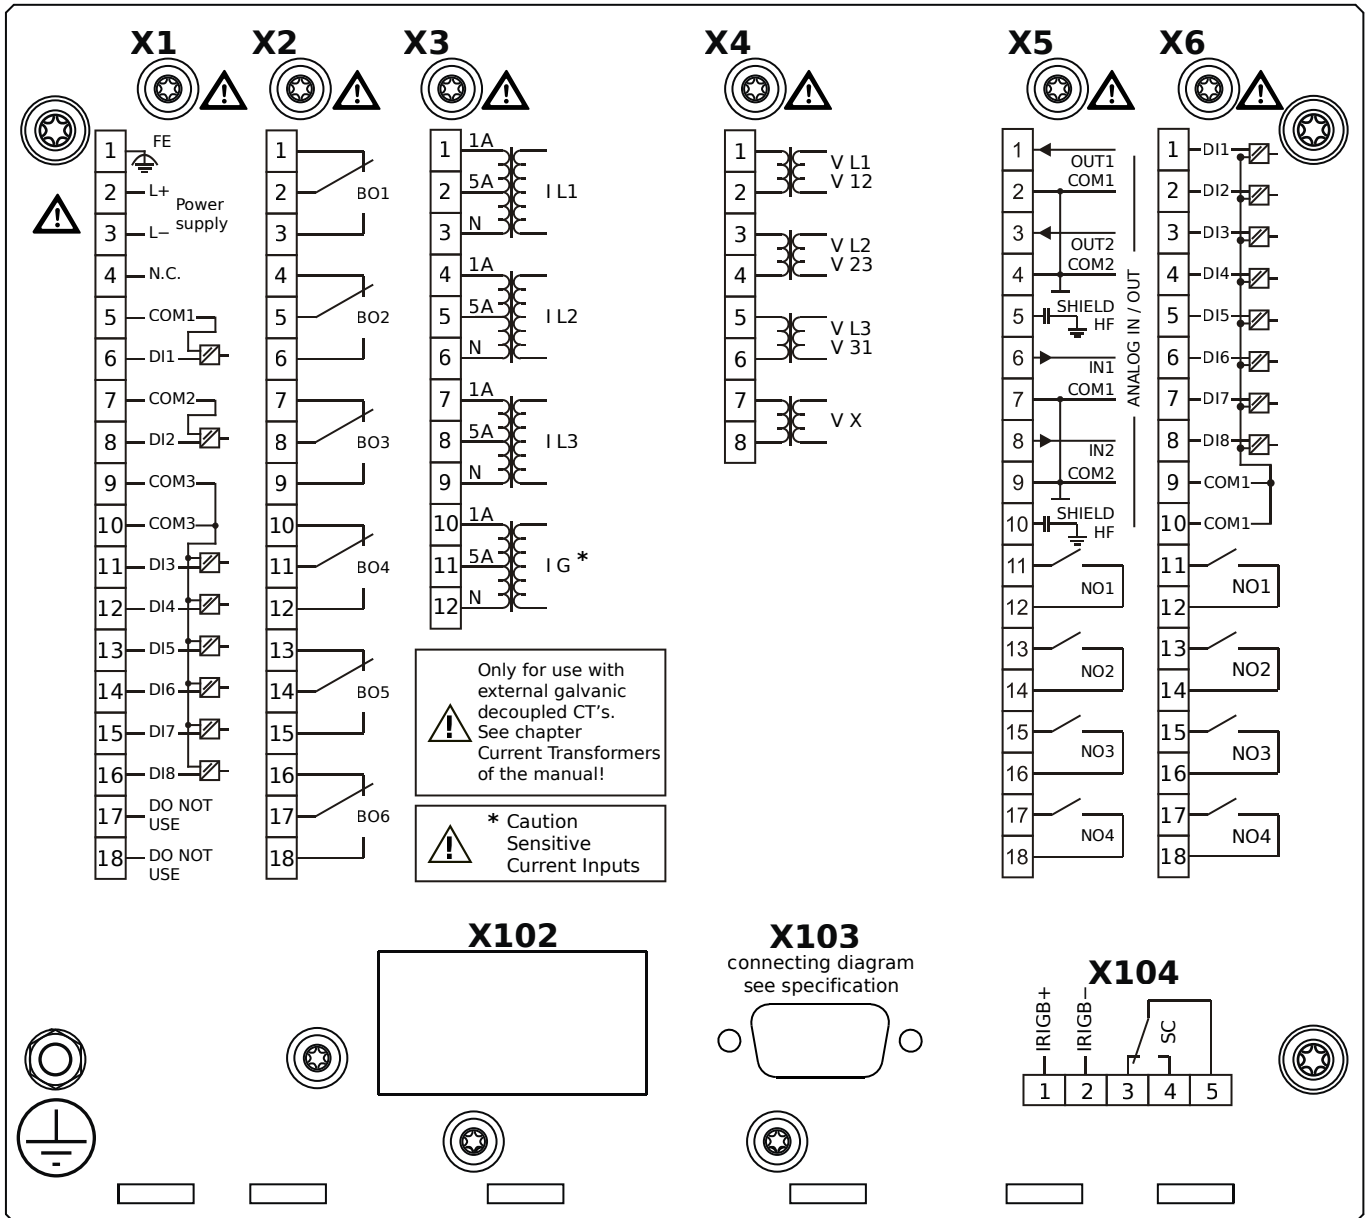 X1
X2
X3
X4
X5
X6
1 FE
2 L+
Power
supply
3 L−
4 N.C.
5 COM1
6 DI1
7 COM2
8 DI2
9 COM3
10 COM3
11 DI3
12 DI4
13 DI5
14 DI6
15 DI7
16 DI8
17 DO NOT
USE
18 DO NOT
USE
1
2 BO1
3
4
5 BO2
6
7
8 BO3
9
10
11 BO4
12
13
14 BO5
15
16
17 BO6
18
1 1A
2 5A I L1
3 N
4 1A
5 5A I L2
6 N
7 1A
8 5A I L3
9 N
10 1A
11 5A I G *
12 N
Only for use with
external galvanic
decoupled CT's.
See chapter
Current Transformers
of the manual!
* Caution
Sensitive
Current Inputs
1 V L1
2 V 12
3 V L2
4 V 23
5 V L3
6 V 31
7 V X
8
1 OUT1
2 COM1
3 OUT2
4 COM2
5 SHIELD
HF
6 IN1
7 COM1
8 IN2
9 COM2
10 SHIELD
HF
ANALOG IN / OUT
11 NO1
12
13 NO2
14
15 NO3
16
17 NO4
18
1 DI1
2 DI2
3 DI3
4 DI4
5 DI5
6 DI6
7 DI7
8 DI8
9 COM1
10 COM1
11 NO1
12
13 NO2
14
15 NO3
16
17 NO4
18
X102
X103
connecting diagram
see specification
X104
IRIGB+
IRIGB−
SC
1 2 3 4 5